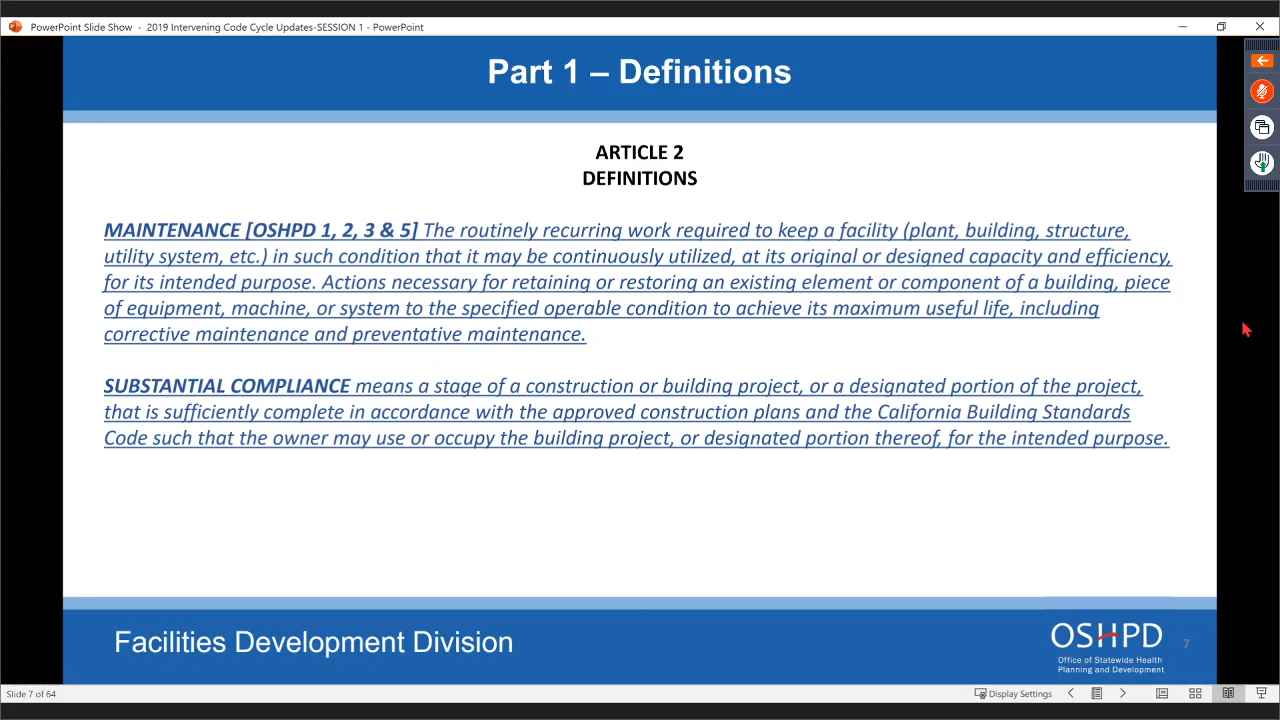 PowerPoint Slide Show - 2019 Intervening Code Cycle Updates-SESSION 1 - PowerPoint
Part 1 – Definitions
ARTICLE 2
DEFINITIONS
MAINTENANCE [OSHPD 1, 2, 3 & 5] The routinely recurring work required to keep a facility (plant, building, structure,
utility system, etc.) in such condition that it may be continuously utilized, at its original or designed capacity and efficiency,
for its intended purpose. Actions necessary for retaining or restoring an existing element or component of a building, piece
of equipment, machine, or system to the specified operable condition to achieve its maximum useful life, including
corrective maintenance and preventative maintenance.
SUBSTANTIAL COMPLIANCE means a stage of a construction or building project, or a designated portion of the project,
that is sufficiently complete in accordance with the approved construction plans and the California Building Standards
Code such that the owner may use or occupy the building project, or designated portion thereof, for the intended purpose.
Facilities Development Division
OSHPD
Office of Statewide Health
Planning and Development
7
Slide 7 of 64
Display Settings